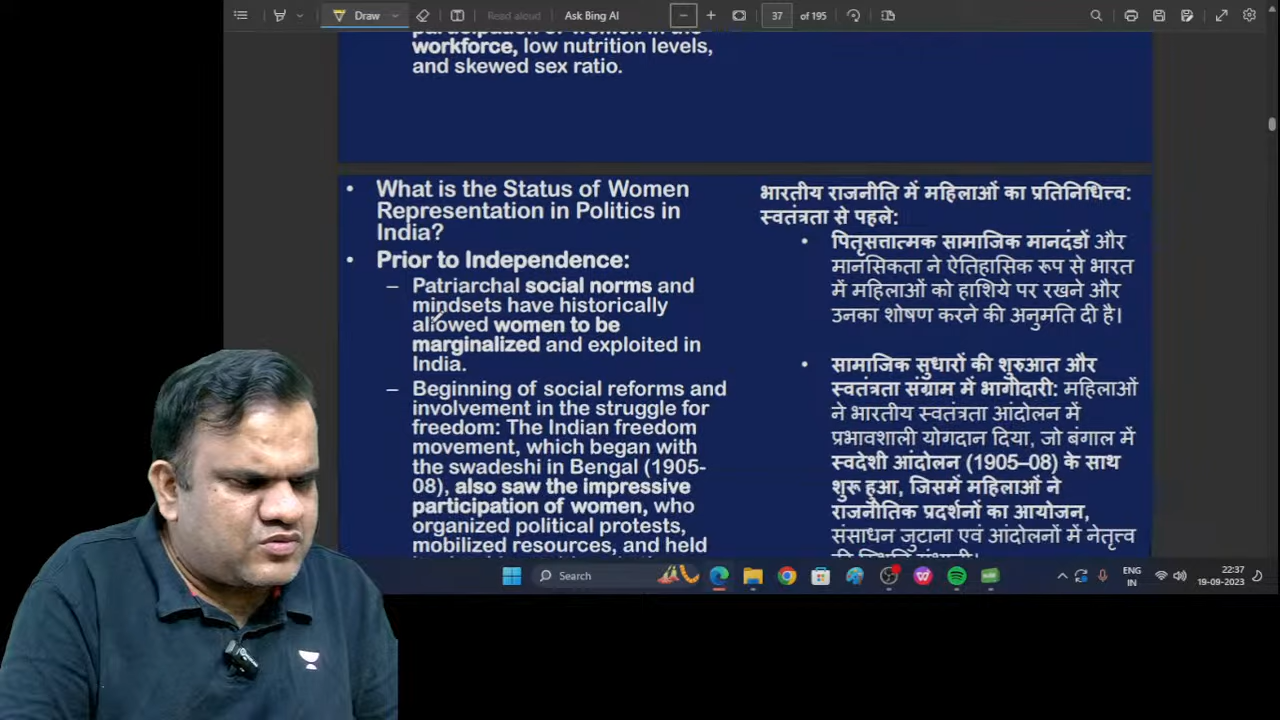 Draw
Read aloud
Ask Bing AI
37
of 195
workforce, low nutrition levels,
and skewed sex ratio.
• What is the Status of Women
Representation in Politics in
India?
• Prior to Independence:
– Patriarchal social norms and
mindsets have historically
allowed women to be
marginalized and exploited in
India.
– Beginning of social reforms and
involvement in the struggle for
freedom: The Indian freedom
movement, which began with
the swadeshi in Bengal (1905-
08), also saw the impressive
participation of women, who
organized political protests,
mobilized resources, and held
भारतीय राजनीति में महिलाओं का प्रतिनिधित्त्व:
स्वतंत्रता से पहले:
• पितृसत्तात्मक सामाजिक मानदंडों और
मानसिकता ने ऐतिहासिक रूप से भारत
में महिलाओं को हाशिये पर रखने और
उनका शोषण करने की अनुमति दी है।
• सामाजिक सुधारों की शुरुआत और
स्वतंत्रता संग्राम में भागीदारी: महिलाओं
ने भारतीय स्वतंत्रता आंदोलन में
प्रभावशाली योगदान दिया, जो बंगाल में
स्वदेशी आंदोलन (1905–08) के साथ
शुरू हुआ, जिसमें महिलाओं ने
राजनीतिक प्रदर्शनों का आयोजन,
संसाधन जुटाना एवं आंदोलनों में नेतृत्त्व
Search
ENG
IN
22:37
19-09-2023